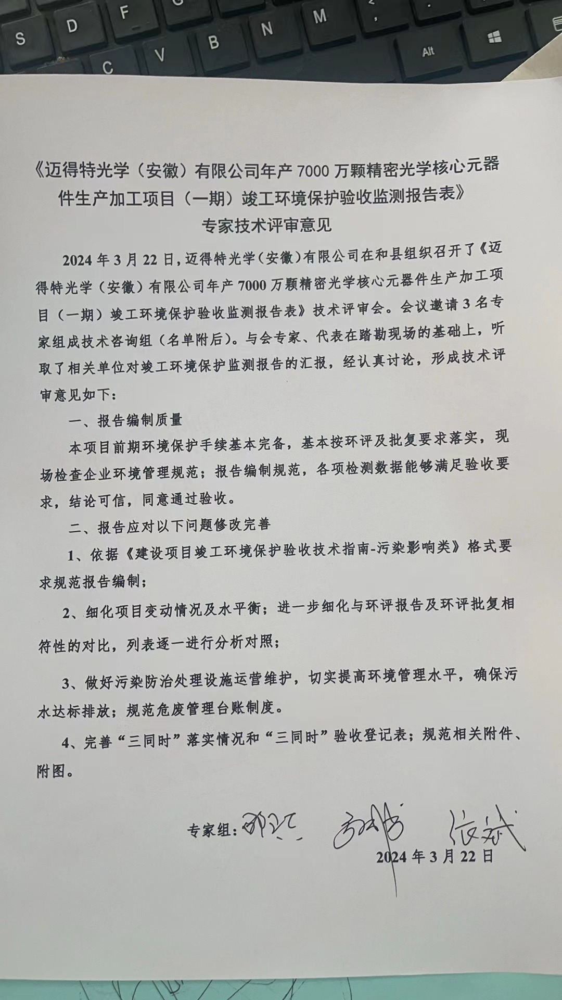 S D F G
C V B N M < ,
Alt
《迈得特光学（安徽）有限公司年产 7000 万颗精密光学核心元器
件生产加工项目（一期）竣工环境保护验收监测报告表》
专家技术评审意见
2024 年 3 月 22 日，迈得特光学（安徽）有限公司在和县组织召开了《迈
得特光学（安徽）有限公司年产 7000 万颗精密光学核心元器件生产加工项
目（一期）竣工环境保护验收监测报告表》技术评审会。会议邀请 3 名专
家组成技术咨询组（名单附后）。与会专家、代表在踏勘现场的基础上，听
取了相关单位对竣工环境保护监测报告的汇报，经认真讨论，形成技术评
审意见如下：
一、报告编制质量
本项目前期环境保护手续基本完备，基本按环评及批复要求落实，现
场检查企业环境管理规范；报告编制规范，各项检测数据能够满足验收要
求，结论可信，同意通过验收。
二、报告应对以下问题修改完善
1、依据《建设项目竣工环境保护验收技术指南-污染影响类》格式要
求规范报告编制；
2、细化项目变动情况及水平衡；进一步细化与环评报告及环评批复相
符性的对比，列表逐一进行分析对照；
3、做好污染防治处理设施运营维护，切实提高环境管理水平，确保污
水达标排放；规范危废管理台账制度。
4、完善“三同时”落实情况和“三同时”验收登记表；规范相关附件、
附图。
专家组：
2024 年 3 月 22 日